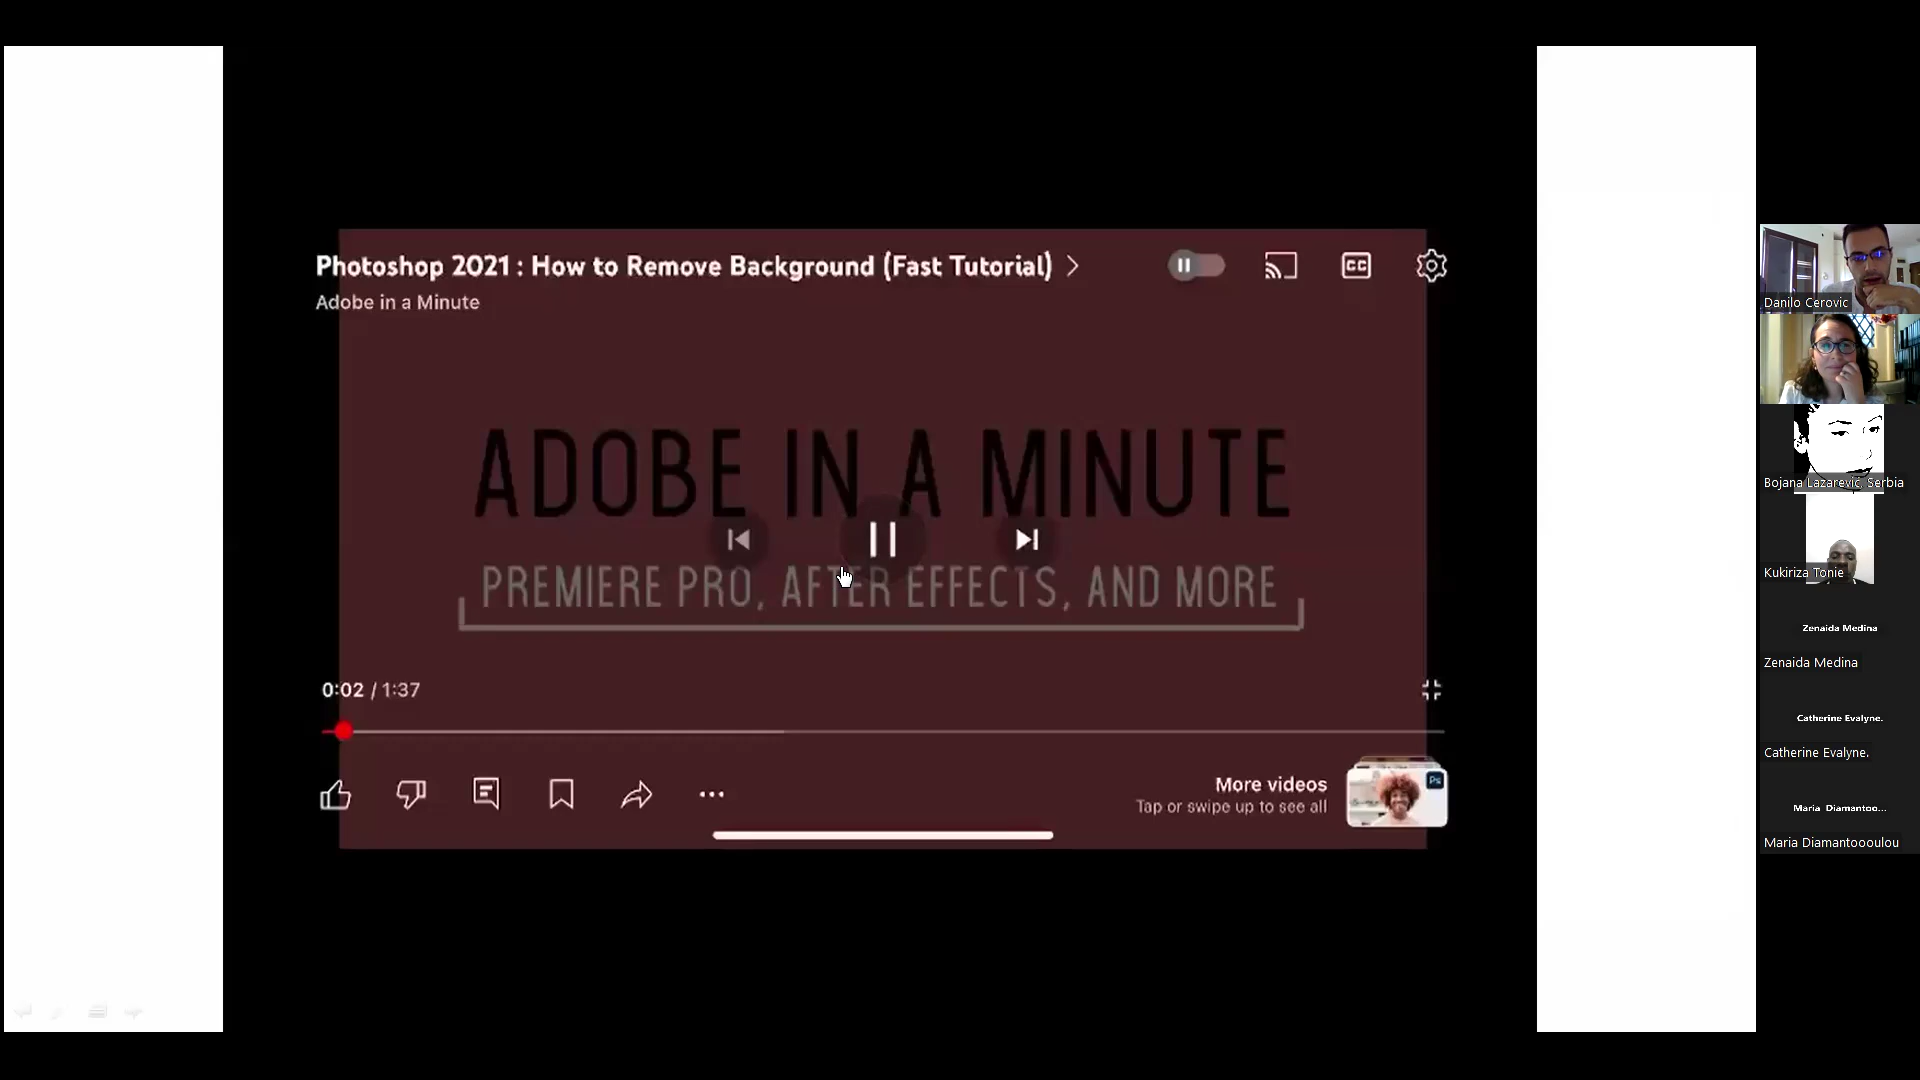 Photoshop 2021 : How to Remove Background (Fast Tutorial)
CC
Adobe in a Minute
ADOBE IN A MINUTE
PREMIERE PRO, AFTER EFFECTS, AND MORE
0:02 / 1:37
More videos
Tap or swipe up to see all
Ps
Danilo Cerovic
Bojana Lazarević, Serbia
Kukiriza Tonie
Zenaida Medina
Zenaida Medina
Catherine Evalyne.
Catherine Evalyne.
Maria Diamantoo...
Maria Diamantoooulou